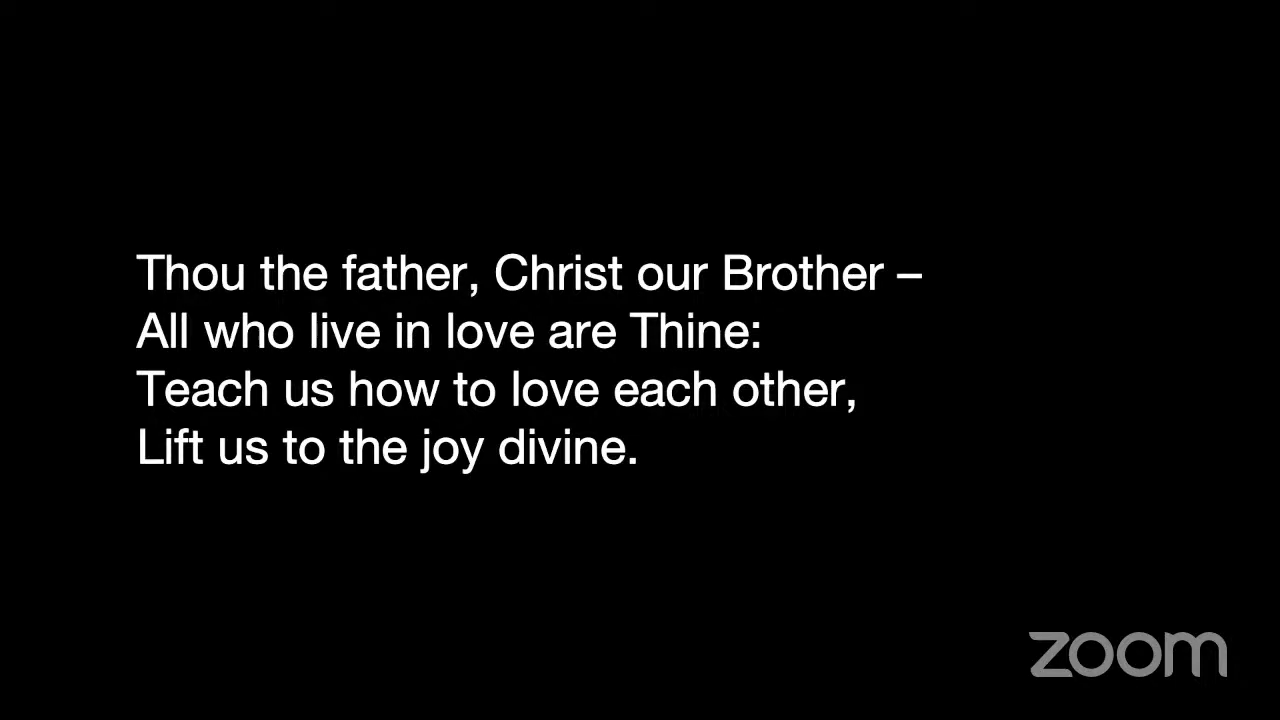 Thou the father, Christ our Brother –
All who live in love are Thine:
Teach us how to love each other,
Lift us to the joy divine.
zoom